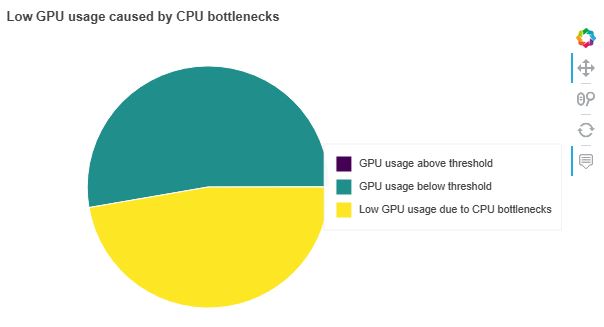 Low GPU usage caused by CPU bottlenecks
GPU usage above threshold
GPU usage below threshold
Low GPU usage due to CPU bottlenecks